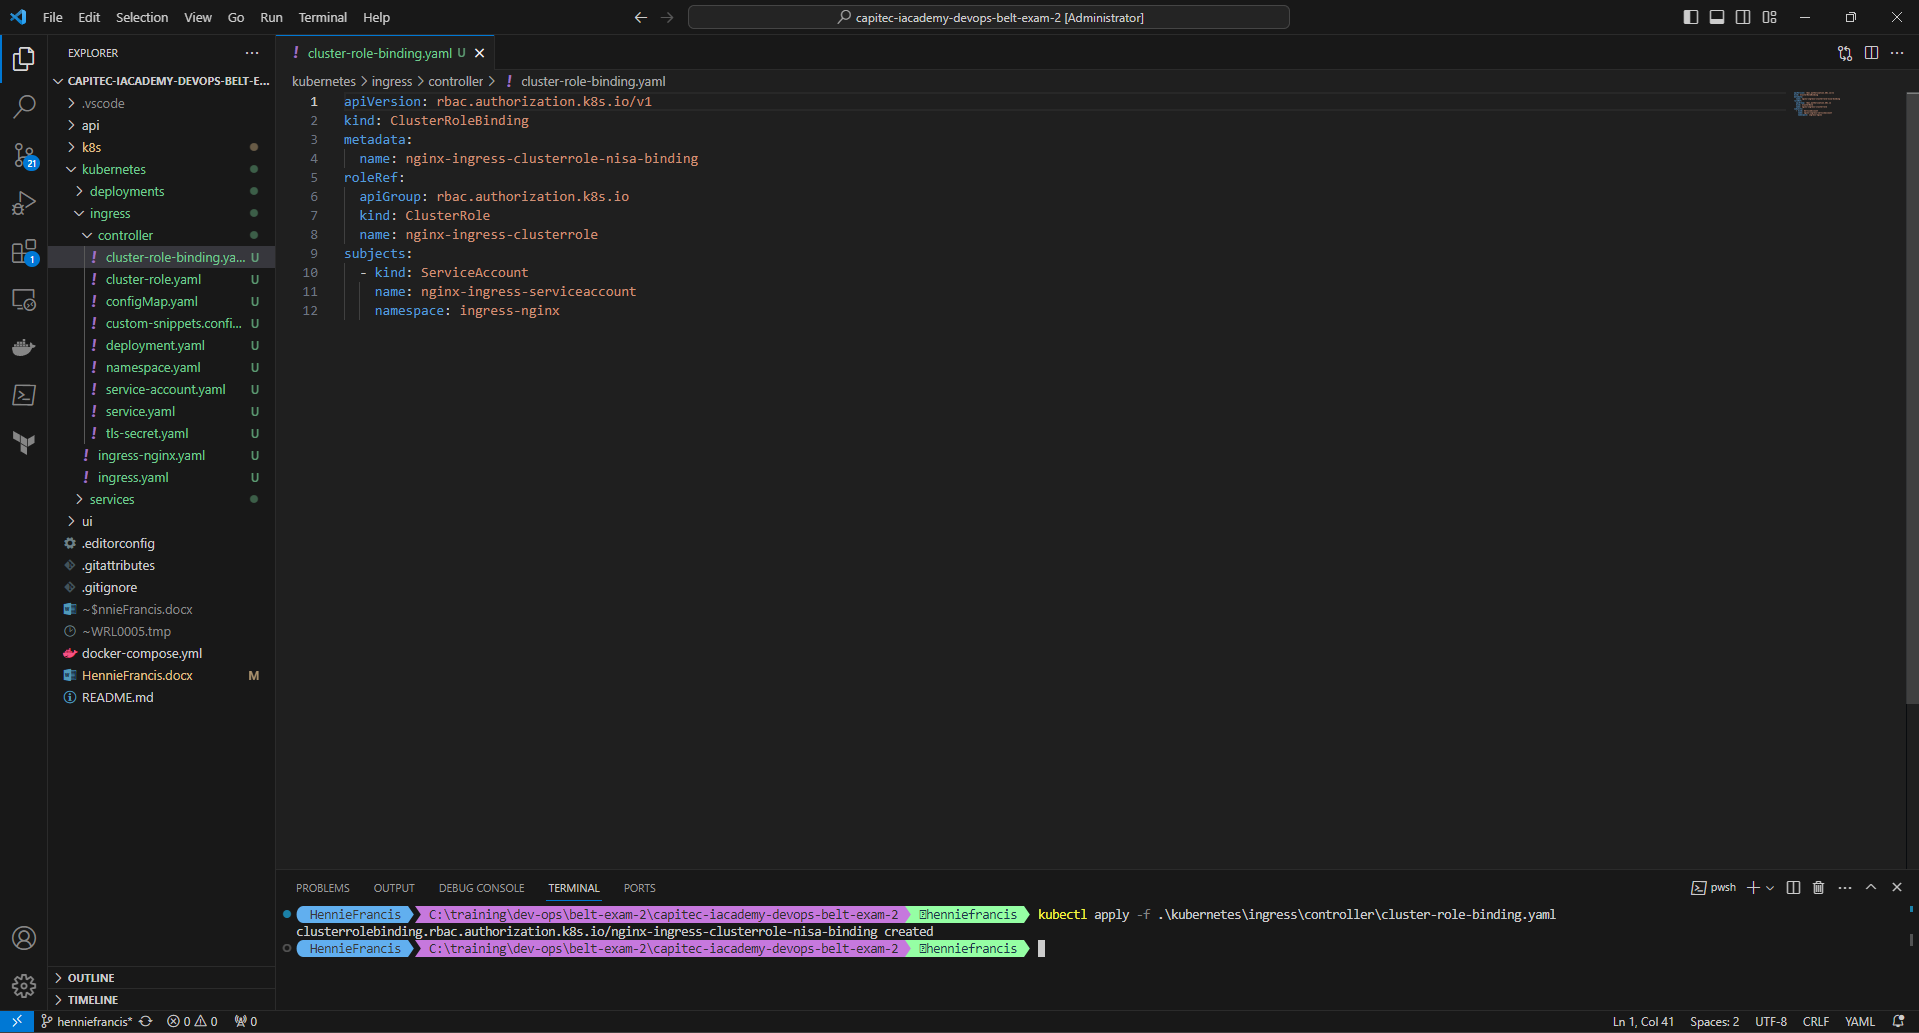 File Edit Selection View Go Run Terminal Help
capitec-iacademy-devops-belt-exam-2 [Administrator]
EXPLORER
CAPITEC-IACADEMY-DEVOPS-BELT-E...
.vscode
api
k8s
kubernetes
deployments
ingress
controller
cluster-role-binding.ya... U
cluster-role.yaml U
configMap.yaml U
custom-snippets.confi... U
deployment.yaml U
namespace.yaml U
service-account.yaml U
service.yaml U
tls-secret.yaml U
ingress-nginx.yaml U
ingress.yaml U
services
ui
.editorconfig
.gitattributes
.gitignore
~$nnieFrancis.docx
~WRL0005.tmp
docker-compose.yml
HennieFrancis.docx M
README.md
OUTLINE
TIMELINE
21
1
cluster-role-binding.yaml U
kubernetes > ingress > controller > ! cluster-role-binding.yaml
1 apiVersion: rbac.authorization.k8s.io/v1
2 kind: ClusterRoleBinding
3 metadata:
4 name: nginx-ingress-clusterrole-nisa-binding
5 roleRef:
6 apiGroup: rbac.authorization.k8s.io
7 kind: ClusterRole
8 name: nginx-ingress-clusterrole
9 subjects:
10 - kind: ServiceAccount
11 name: nginx-ingress-serviceaccount
12 namespace: ingress-nginx
PROBLEMS OUTPUT DEBUG CONSOLE TERMINAL PORTS
pwsh
HennieFrancis C:\training\dev-ops\belt-exam-2\capitec-iacademy-devops-belt-exam-2 henniefrancis kubectl apply -f .\kubernetes\ingress\controller\cluster-role-binding.yaml
clusterrolebinding.rbac.authorization.k8s.io/nginx-ingress-clusterrole-nisa-binding created
HennieFrancis C:\training\dev-ops\belt-exam-2\capitec-iacademy-devops-belt-exam-2 henniefrancis
henniefrancis* 0 0 0 Ln 1, Col 41 Spaces: 2 UTF-8 CRLF YAML